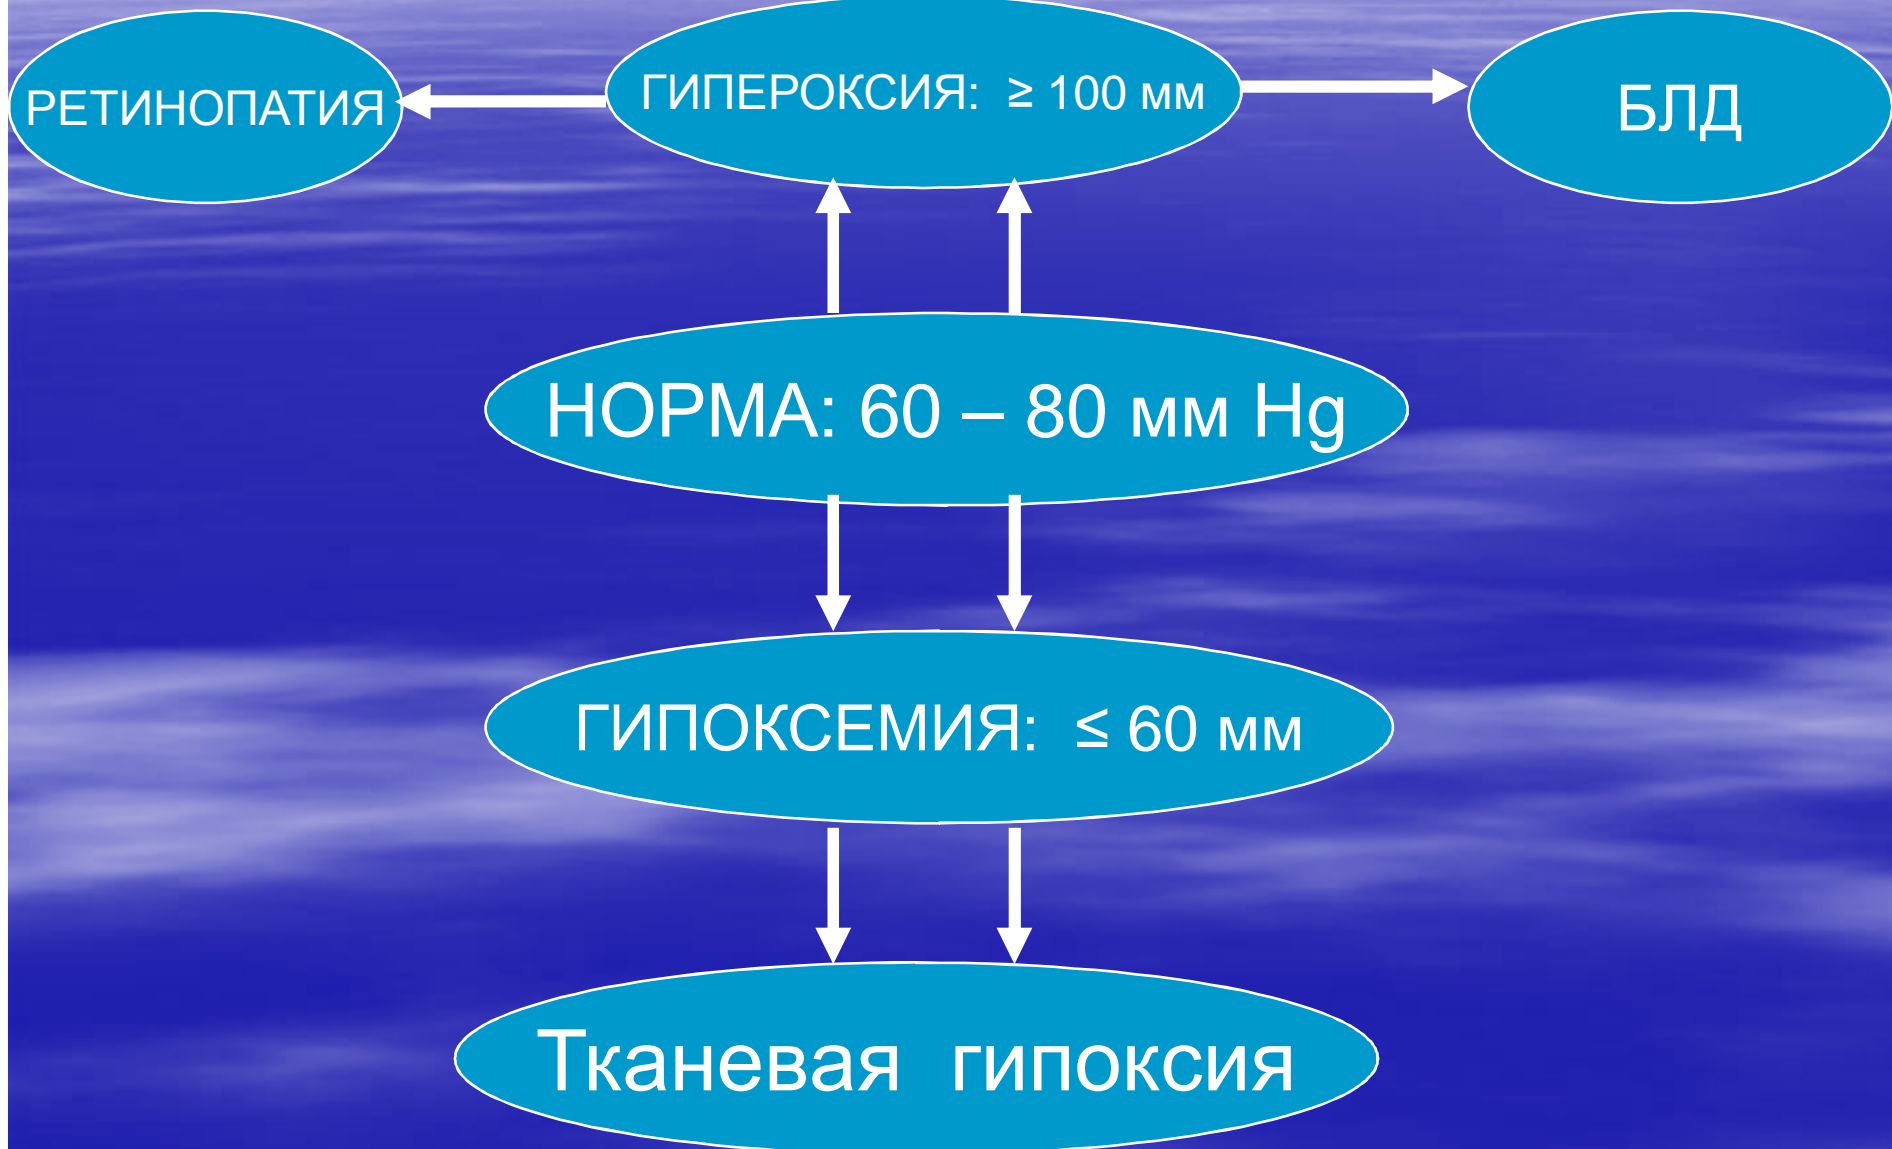 РЕТИНОПАТИЯ
ГИПЕРОКСИЯ: ≥ 100 мм
БЛД
НОРМА: 60 – 80 мм Hg
ГИПОКСЕМИЯ: ≤ 60 мм
Тканевая гипоксия